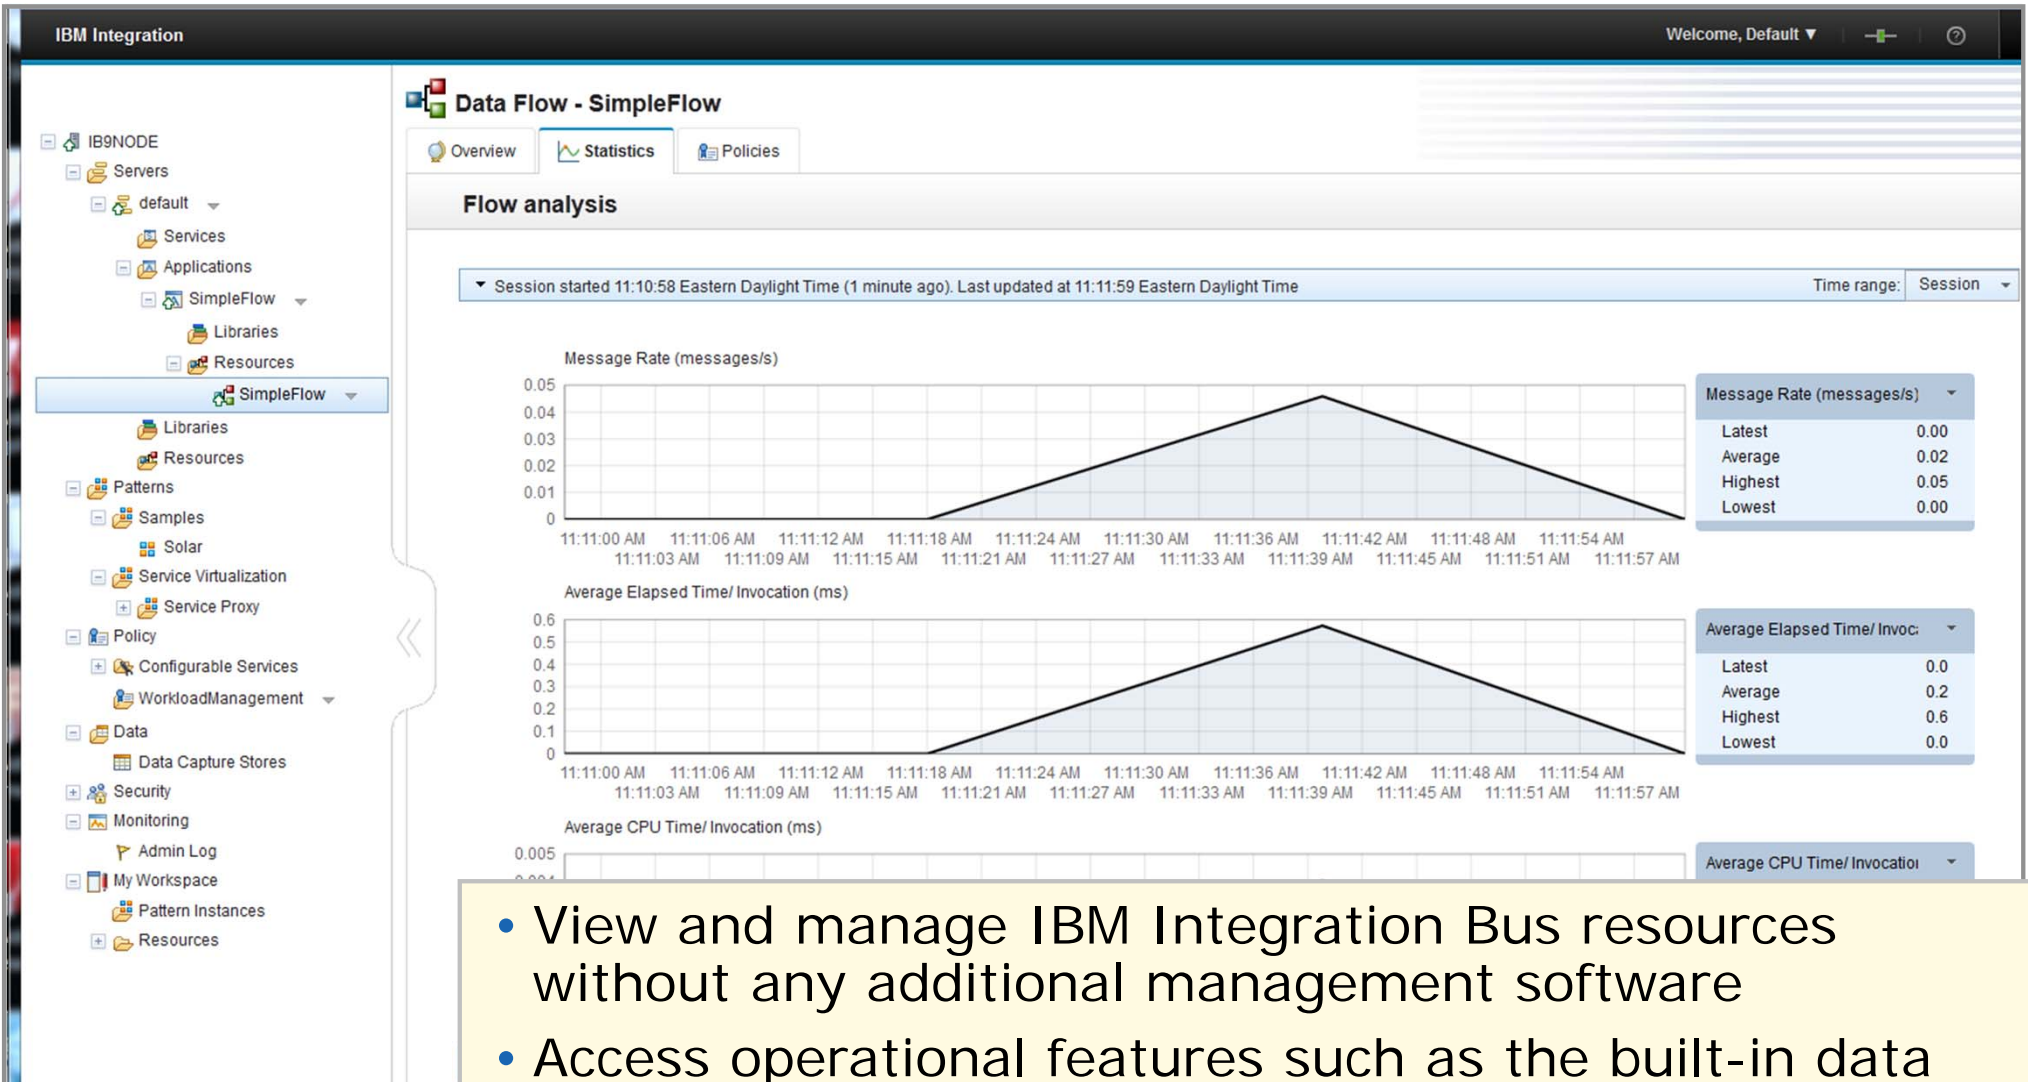 IBM Integration
Welcome, Default ▼
Data Flow - SimpleFlow
Overview
Statistics
Policies
Flow analysis
IB9NODE
Servers
default
Services
Applications
SimpleFlow
Libraries
Resources
SimpleFlow
Libraries
Resources
Patterns
Samples
Solar
Service Virtualization
Service Proxy
Policy
Configurable Services
WorkloadManagement
Data
Data Capture Stores
Security
Monitoring
Admin Log
My Workspace
Pattern Instances
Resources
Session started 11:10:58 Eastern Daylight Time (1 minute ago). Last updated at 11:11:59 Eastern Daylight Time
Time range: Session
Message Rate (messages/s)
0.05
0.04
0.03
0.02
0.01
0
11:11:00 AM 11:11:06 AM 11:11:12 AM 11:11:18 AM 11:11:24 AM 11:11:30 AM 11:11:36 AM 11:11:42 AM 11:11:48 AM 11:11:54 AM
11:11:03 AM 11:11:09 AM 11:11:15 AM 11:11:21 AM 11:11:27 AM 11:11:33 AM 11:11:39 AM 11:11:45 AM 11:11:51 AM 11:11:57 AM
Message Rate (messages/s)
Latest 0.00
Average 0.02
Highest 0.05
Lowest 0.00
Average Elapsed Time/ Invocation (ms)
0.6
0.5
0.4
0.3
0.2
0.1
0
11:11:00 AM 11:11:06 AM 11:11:12 AM 11:11:18 AM 11:11:24 AM 11:11:30 AM 11:11:36 AM 11:11:42 AM 11:11:48 AM 11:11:54 AM
11:11:03 AM 11:11:09 AM 11:11:15 AM 11:11:21 AM 11:11:27 AM 11:11:33 AM 11:11:39 AM 11:11:45 AM 11:11:51 AM 11:11:57 AM
Average Elapsed Time/ Invoc
Latest 0.0
Average 0.2
Highest 0.6
Lowest 0.0
Average CPU Time/ Invocation (ms)
0.005
Average CPU Time/ Invocatio
• View and manage IBM Integration Bus resources
without any additional management software
• Access operational features such as the built-in data